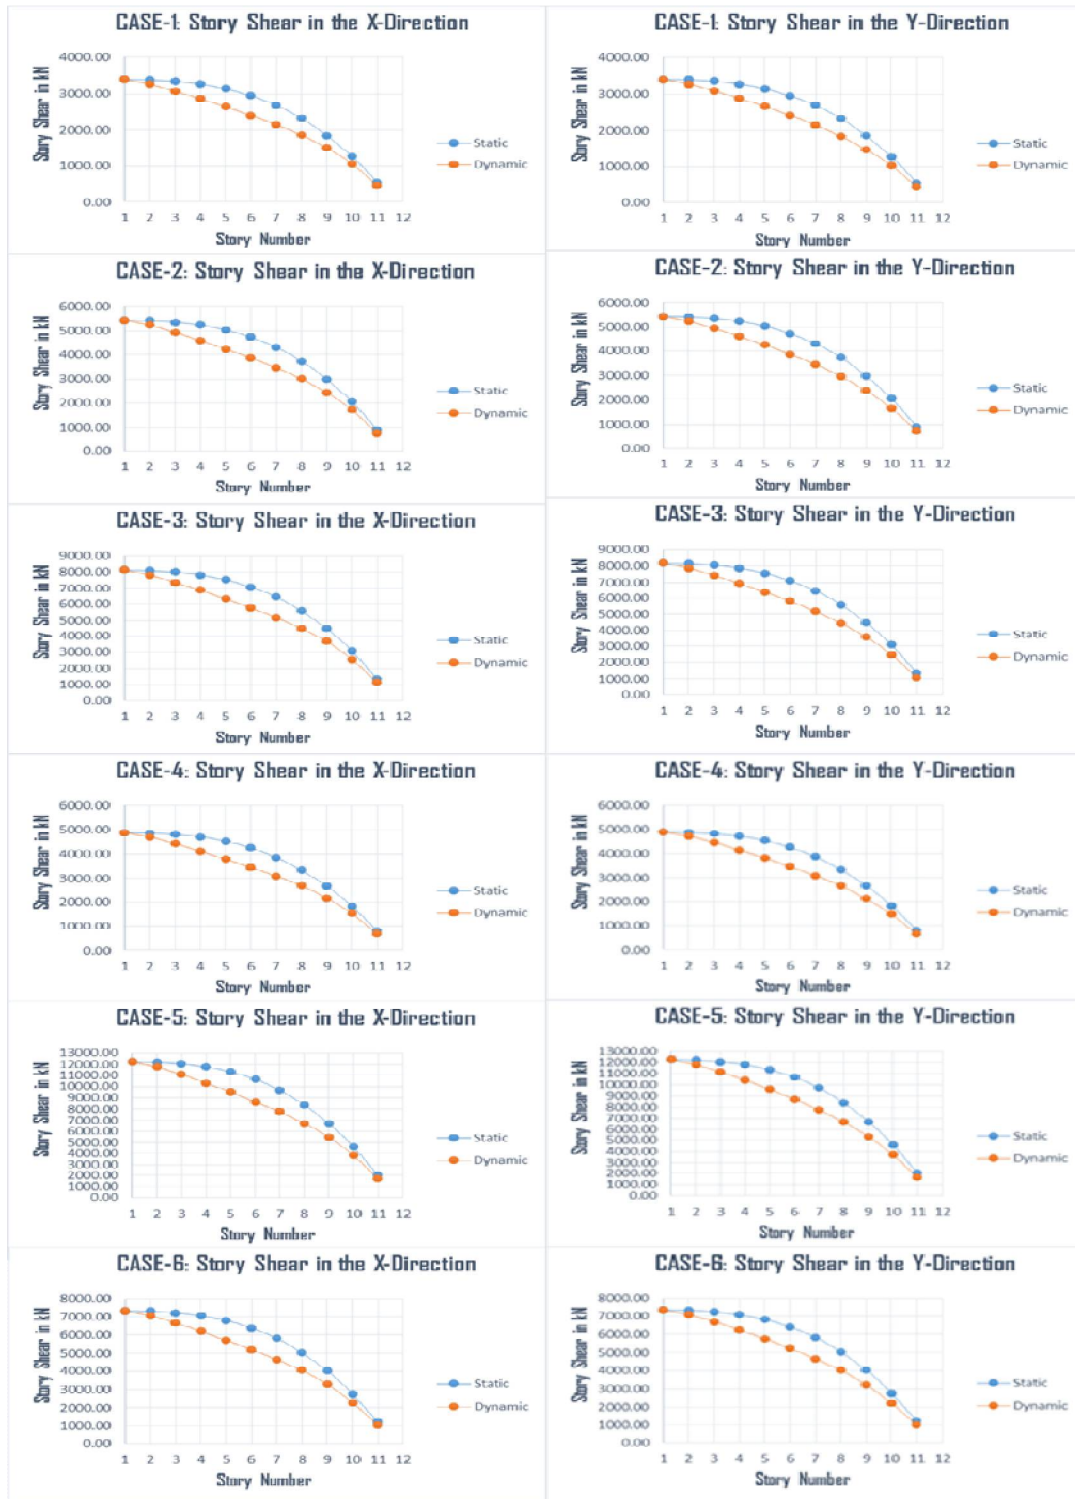 CASE-1: Story Shear in the X-Direction
Story Shear in kN
4000.00
3000.00
2000.00
1000.00
0.00
1 2 3 4 5 6 7 8 9 10 11 12
Story Number
Static
Dynamic
CASE-1: Story Shear in the Y-Direction
Story Shear in kN
4000.00
3000.00
2000.00
1000.00
0.00
1 2 3 4 5 6 7 8 9 10 11 12
Story Number
Static
Dynamic
CASE-2: Story Shear in the X-Direction
Story Shear in kN
6000.00
5000.00
4000.00
3000.00
2000.00
1000.00
0.00
1 2 3 4 5 6 7 8 9 10 11 12
Story Number
Static
Dynamic
CASE-2: Story Shear in the Y-Direction
Story Shear in kN
6000.00
5000.00
4000.00
3000.00
2000.00
1000.00
0.00
1 2 3 4 5 6 7 8 9 10 11 12
Story Number
Static
Dynamic
CASE-3: Story Shear in the X-Direction
Story Shear in kN
9000.00
8000.00
7000.00
6000.00
5000.00
4000.00
3000.00
2000.00
1000.00
0.00
1 2 3 4 5 6 7 8 9 10 11 12
Story Number
Static
Dynamic
CASE-3: Story Shear in the Y-Direction
Story Shear in kN
9000.00
8000.00
7000.00
6000.00
5000.00
4000.00
3000.00
2000.00
1000.00
0.00
1 2 3 4 5 6 7 8 9 10 11 12
Story Number
Static
Dynamic
CASE-4: Story Shear in the X-Direction
Story Shear in kN
6000.00
5000.00
4000.00
3000.00
2000.00
1000.00
0.00
1 2 3 4 5 6 7 8 9 10 11 12
Story Number
Static
Dynamic
CASE-4: Story Shear in the Y-Direction
Story Shear in kN
6000.00
5000.00
4000.00
3000.00
2000.00
1000.00
0.00
1 2 3 4 5 6 7 8 9 10 11 12
Story Number
Static
Dynamic
CASE-5: Story Shear in the X-Direction
Story Shear in kN
13000.00
12000.00
11000.00
10000.00
9000.00
8000.00
7000.00
6000.00
5000.00
4000.00
3000.00
2000.00
1000.00
0.00
1 2 3 4 5 6 7 8 9 10 11 12
Story Number
Static
Dynamic
CASE-5: Story Shear in the Y-Direction
Story Shear in kN
13000.00
12000.00
11000.00
10000.00
9000.00
8000.00
7000.00
6000.00
5000.00
4000.00
3000.00
2000.00
1000.00
0.00
1 2 3 4 5 6 7 8 9 10 11 12
Story Number
Static
Dynamic
CASE-6: Story Shear in the X-Direction
Story Shear in kN
8000.00
7000.00
6000.00
5000.00
4000.00
3000.00
2000.00
1000.00
0.00
1 2 3 4 5 6 7 8 9 10 11 12
Story Number
Static
Dynamic
CASE-6: Story Shear in the Y-Direction
Story Shear in kN
8000.00
7000.00
6000.00
5000.00
4000.00
3000.00
2000.00
1000.00
0.00
1 2 3 4 5 6 7 8 9 10 11 12
Story Number
Static
Dynamic